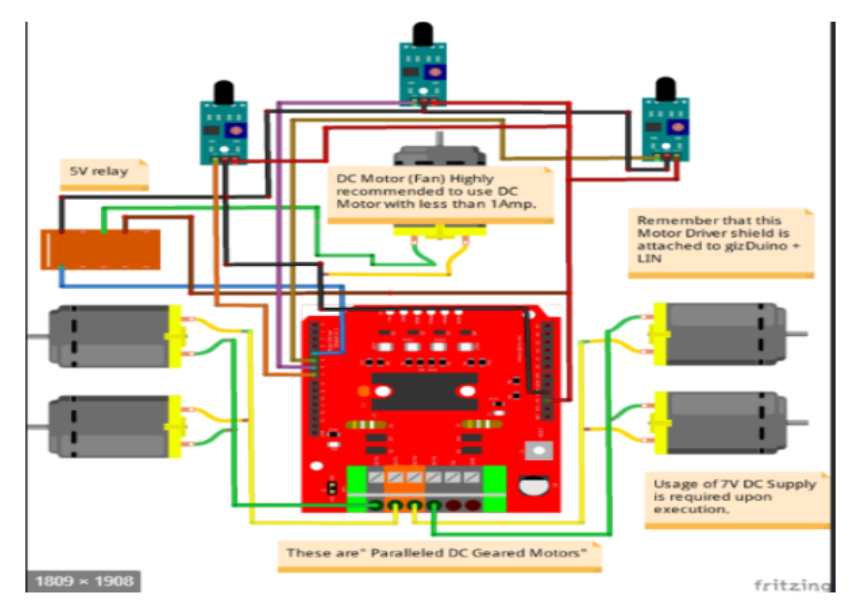 5V relay
DC Motor (Fan) Highly
recommended to use DC
Motor with less than 1Amp.
Remember that this
Motor Driver shield is
attached to gizDuino +
LIN
Usage of 7V DC Supply
is required upon
execution.
These are" Paralleled DC Geared Motors"
1809 × 1908
fritzing